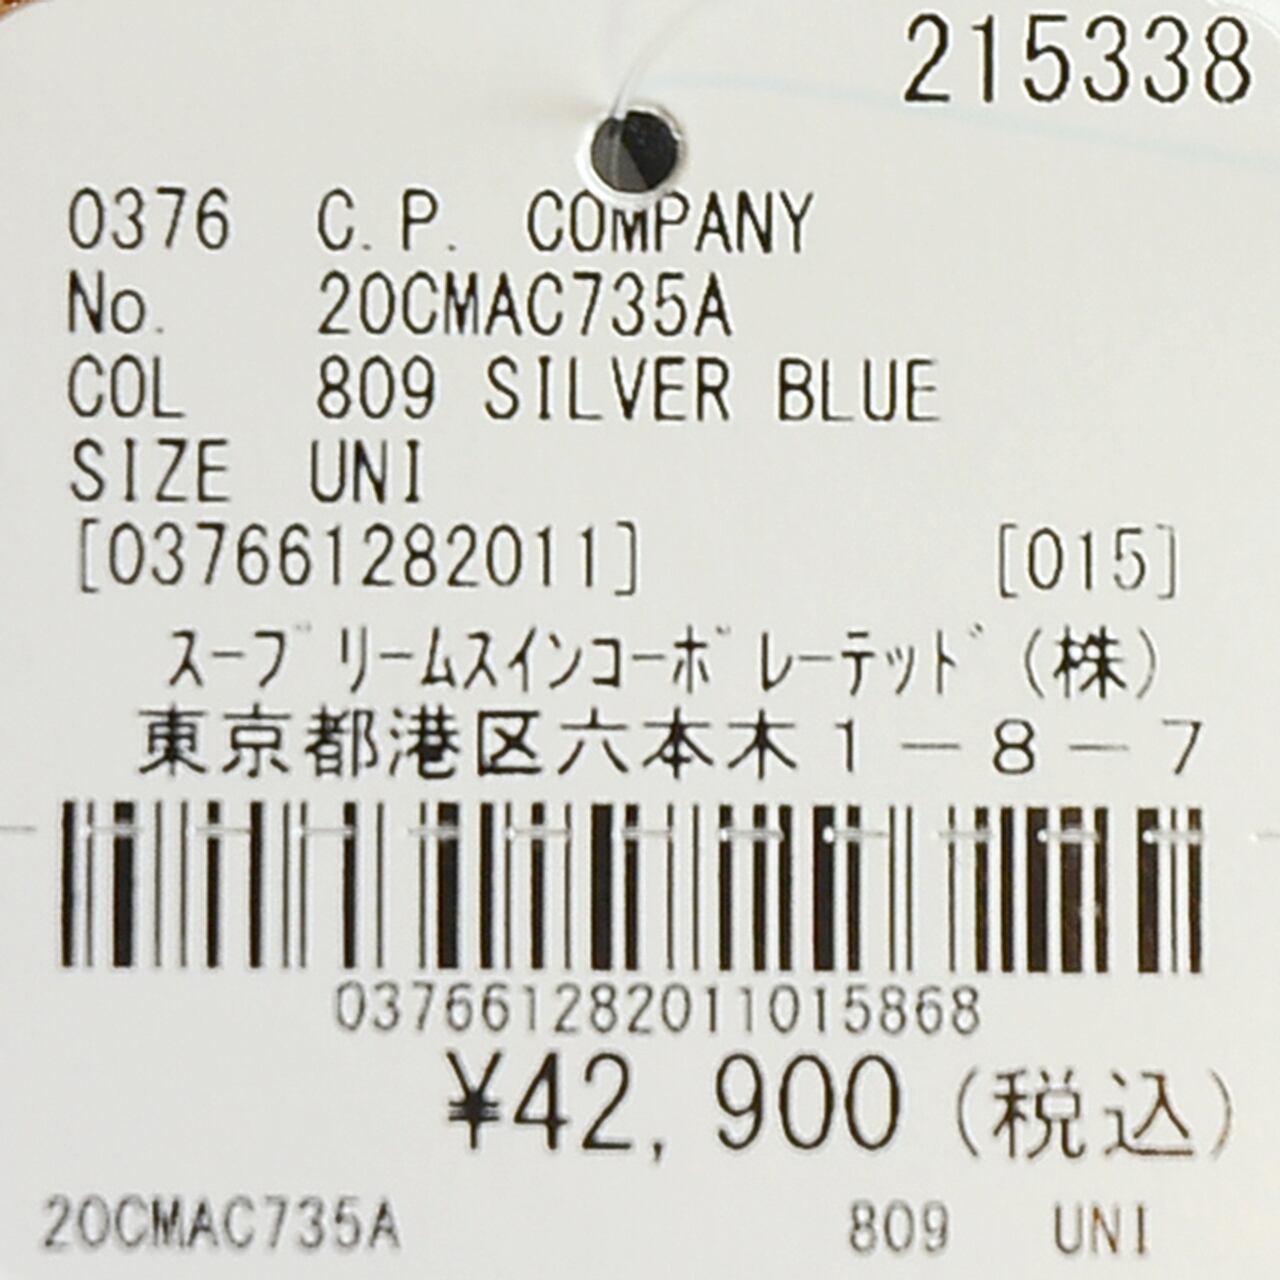 215338
0376 C.P. COMPANY
No. 20CMAC735A
COL 809 SILVER BLUE
SIZE UNI
[037661282011] [015]
ｽｰﾌﾟﾘｰﾑｽｲﾝｺｰﾎﾟﾚｰﾃｯﾄﾞ(株)
東京都港区六本木1－8－7
037661282011015868
¥42,900(税込)
20CMAC735A 809 UNI